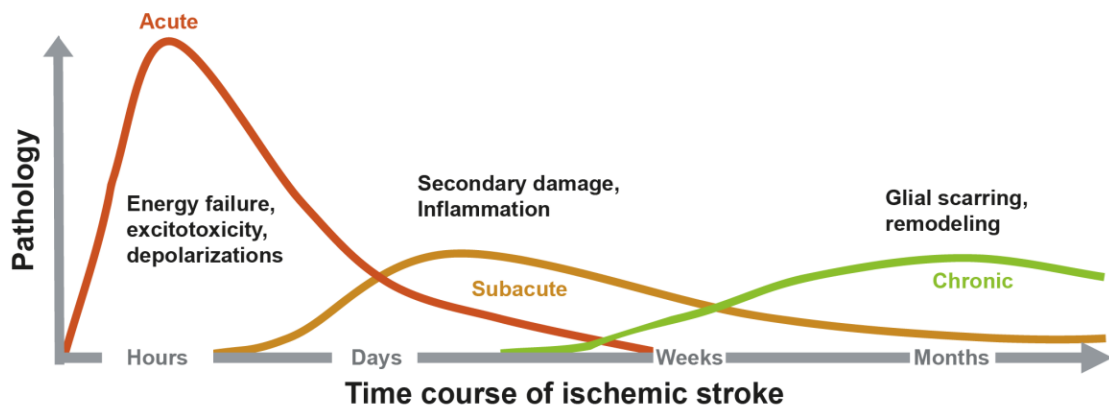 Acute
Pathology
Energy failure,
excitotoxicity,
depolarizations
Secondary damage,
Inflammation
Subacute
Glial scarring,
remodeling
Chronic
Hours
Days
Weeks
Months
Time course of ischemic stroke